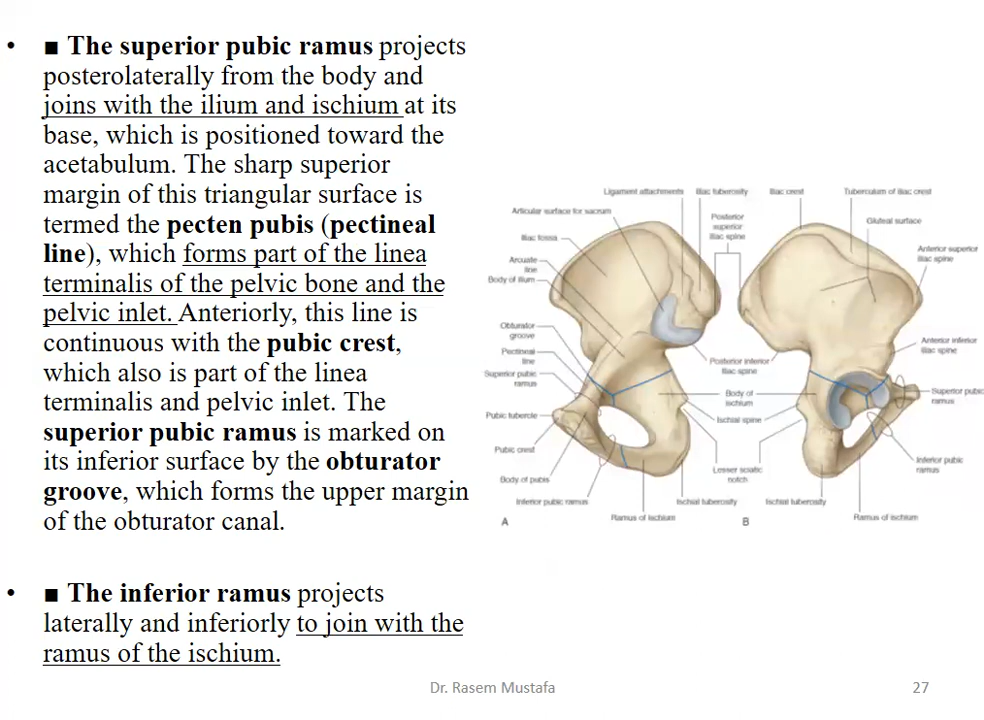 • ■ The superior pubic ramus projects
posterolaterally from the body and
joins with the ilium and ischium at its
base, which is positioned toward the
acetabulum. The sharp superior
margin of this triangular surface is
termed the pecten pubis (pectineal
line), which forms part of the linea
terminalis of the pelvic bone and the
pelvic inlet. Anteriorly, this line is
continuous with the pubic crest,
which also is part of the linea
terminalis and pelvic inlet. The
superior pubic ramus is marked on
its inferior surface by the obturator
groove, which forms the upper margin
of the obturator canal.
• ■ The inferior ramus projects
laterally and inferiorly to join with the
ramus of the ischium.
Ligament attachments
Iliac tuberosity
Iliac crest
Tuberculum of iliac crest
Articular surface for sacrum
Posterior
superior
iliac spine
Gluteal surface
Iliac fossa
Anterior superior
iliac spine
Arcuate
line
Body of ilium
Obturator
groove
Anterior inferior
iliac spine
Pectineal
line
Posterior inferior
iliac spine
Superior pubic
ramus
Body of
ischium
Superior pubic
ramus
Pubic tubercle
Ischial spine
Pubic crest
Inferior pubic
ramus
Lesser sciatic
notch
Body of pubis
Inferior pubic ramus
Ischial tuberosity
Ischial tuberosity
Ramus of ischium
Ramus of ischium
A
B
Dr. Rasem Mustafa
27